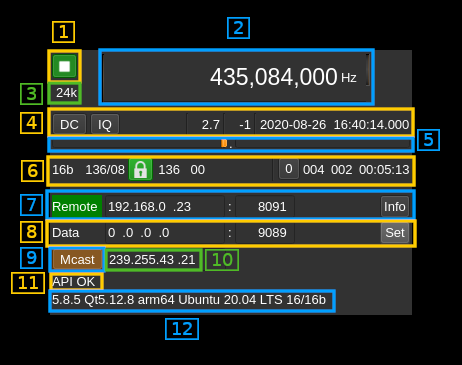 1
2
435,084,000 Hz
3 24k
4 DC IQ 2.7 -1 2020-08-26 16:40:14.000
5
6 16b 136/08 136 00 0 004 002 00:05:13
7 Remote 192.168.0 .23 : 8091 Info
8 Data 0 .0 .0 .0 : 9089 Set
9 Mcast 239.255.43 .21 10
11 API OK
5.8.5 Qt5.12.8 arm64 Ubuntu 20.04 LTS 16/16b
12